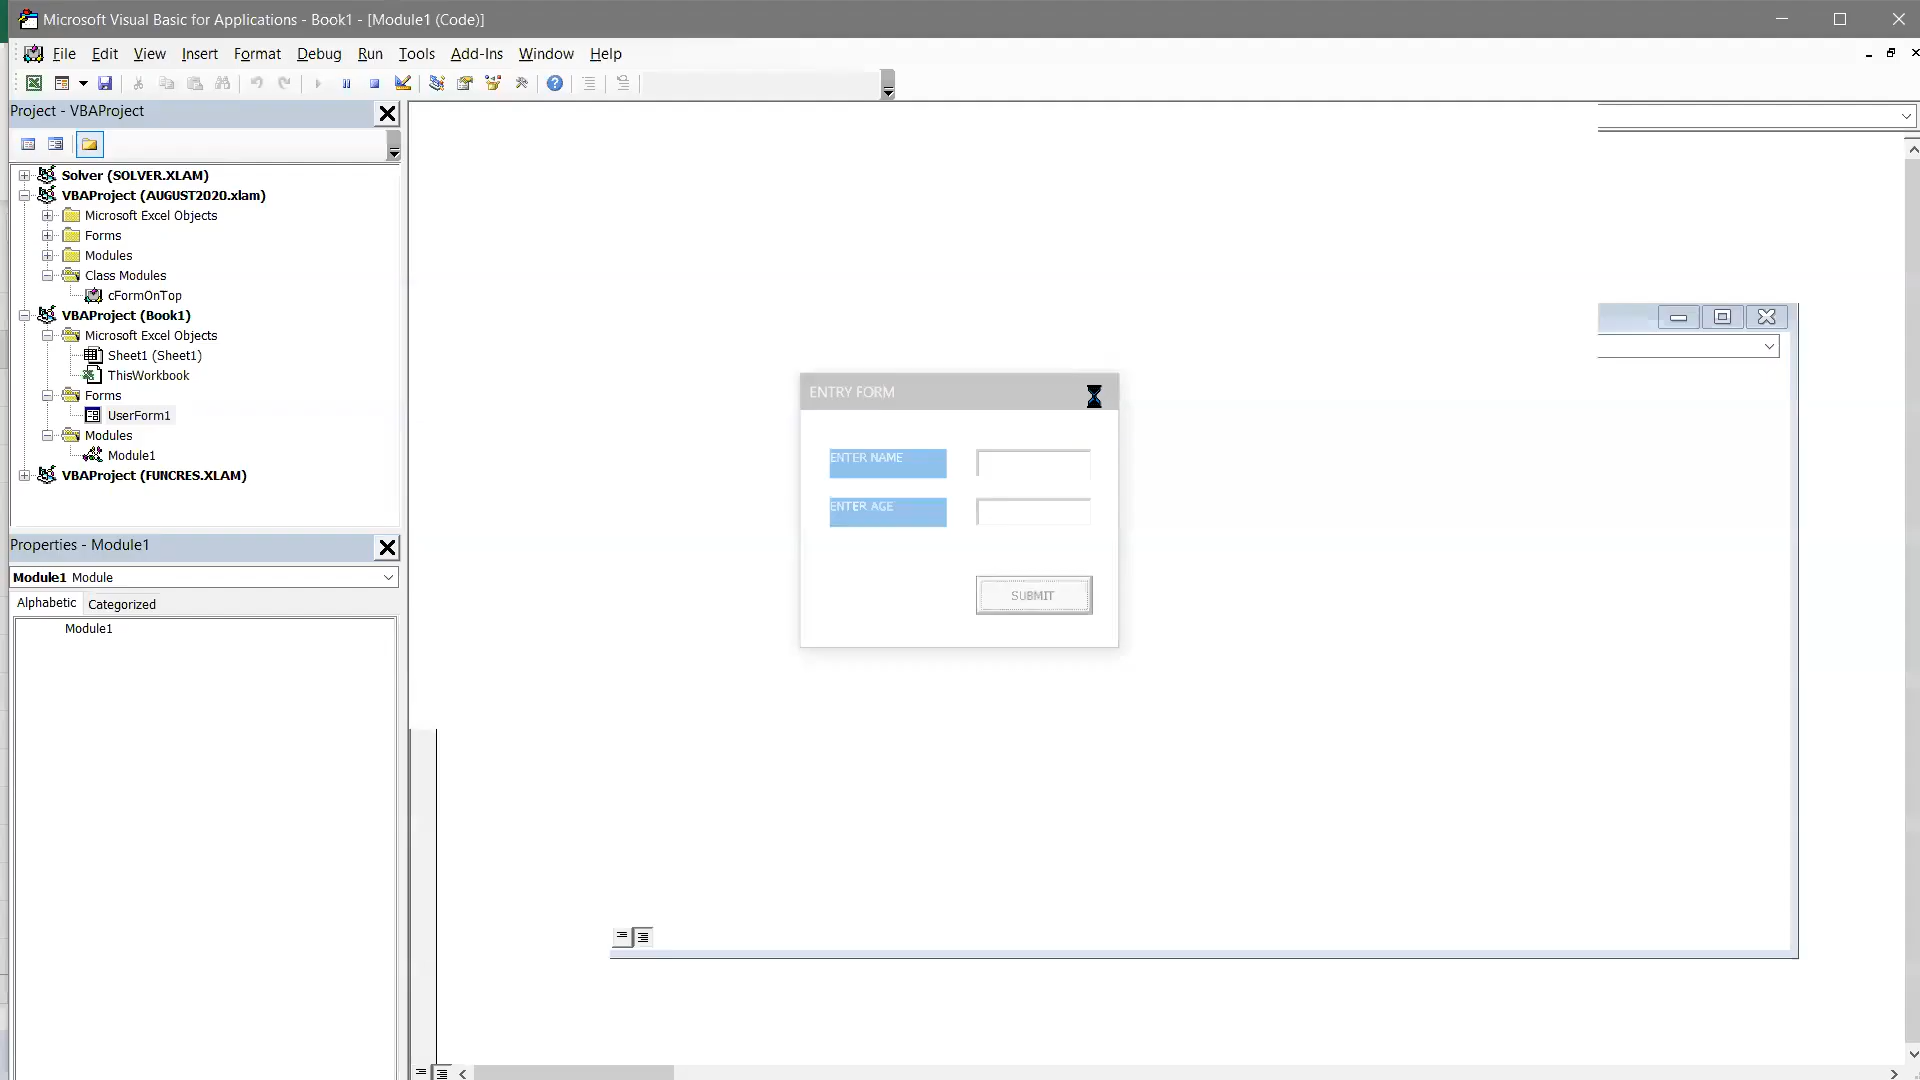 Microsoft Visual Basic for Applications - Book1 - [Module1 (Code)]
File Edit View Insert Format Debug Run Tools Add-Ins Window Help
Project - VBAProject
Solver (SOLVER.XLAM)
VBAProject (AUGUST2020.xlam)
Microsoft Excel Objects
Forms
Modules
Class Modules
cFormOnTop
VBAProject (Book1)
Microsoft Excel Objects
Sheet1 (Sheet1)
ThisWorkbook
Forms
UserForm1
Modules
Module1
VBAProject (FUNCRES.XLAM)
Properties - Module1
Module1 Module
Alphabetic Categorized
Module1
ENTRY FORM
ENTER NAME
ENTER AGE
SUBMIT